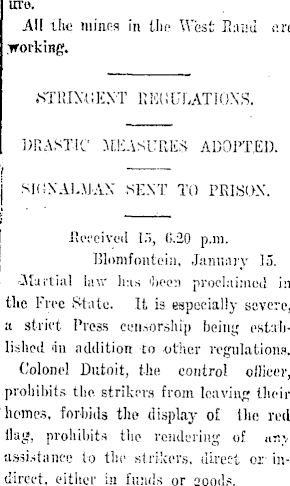 ure.
All the mines in the West Rand are
working.
STRINGENT REGULATIONS.
DRASTIC MEASURES ADOPTED.
SIGNALMAN SENT TO PRISON.
Received 15, 6.20 p.m.
Blomfontein, January 15.
Martial law has been proclaimed in
the Free State. It is especially severe,
a strict Press censorship being estab-
lished in addition to other regulations.
Colonel Dutoit, the control officer,
prohibits the strikers from leaving their
homes, forbids the display of the red
flag, prohibits the rendering of any
assistance to the strikers, direct or in-
direct, either in funds or goods.